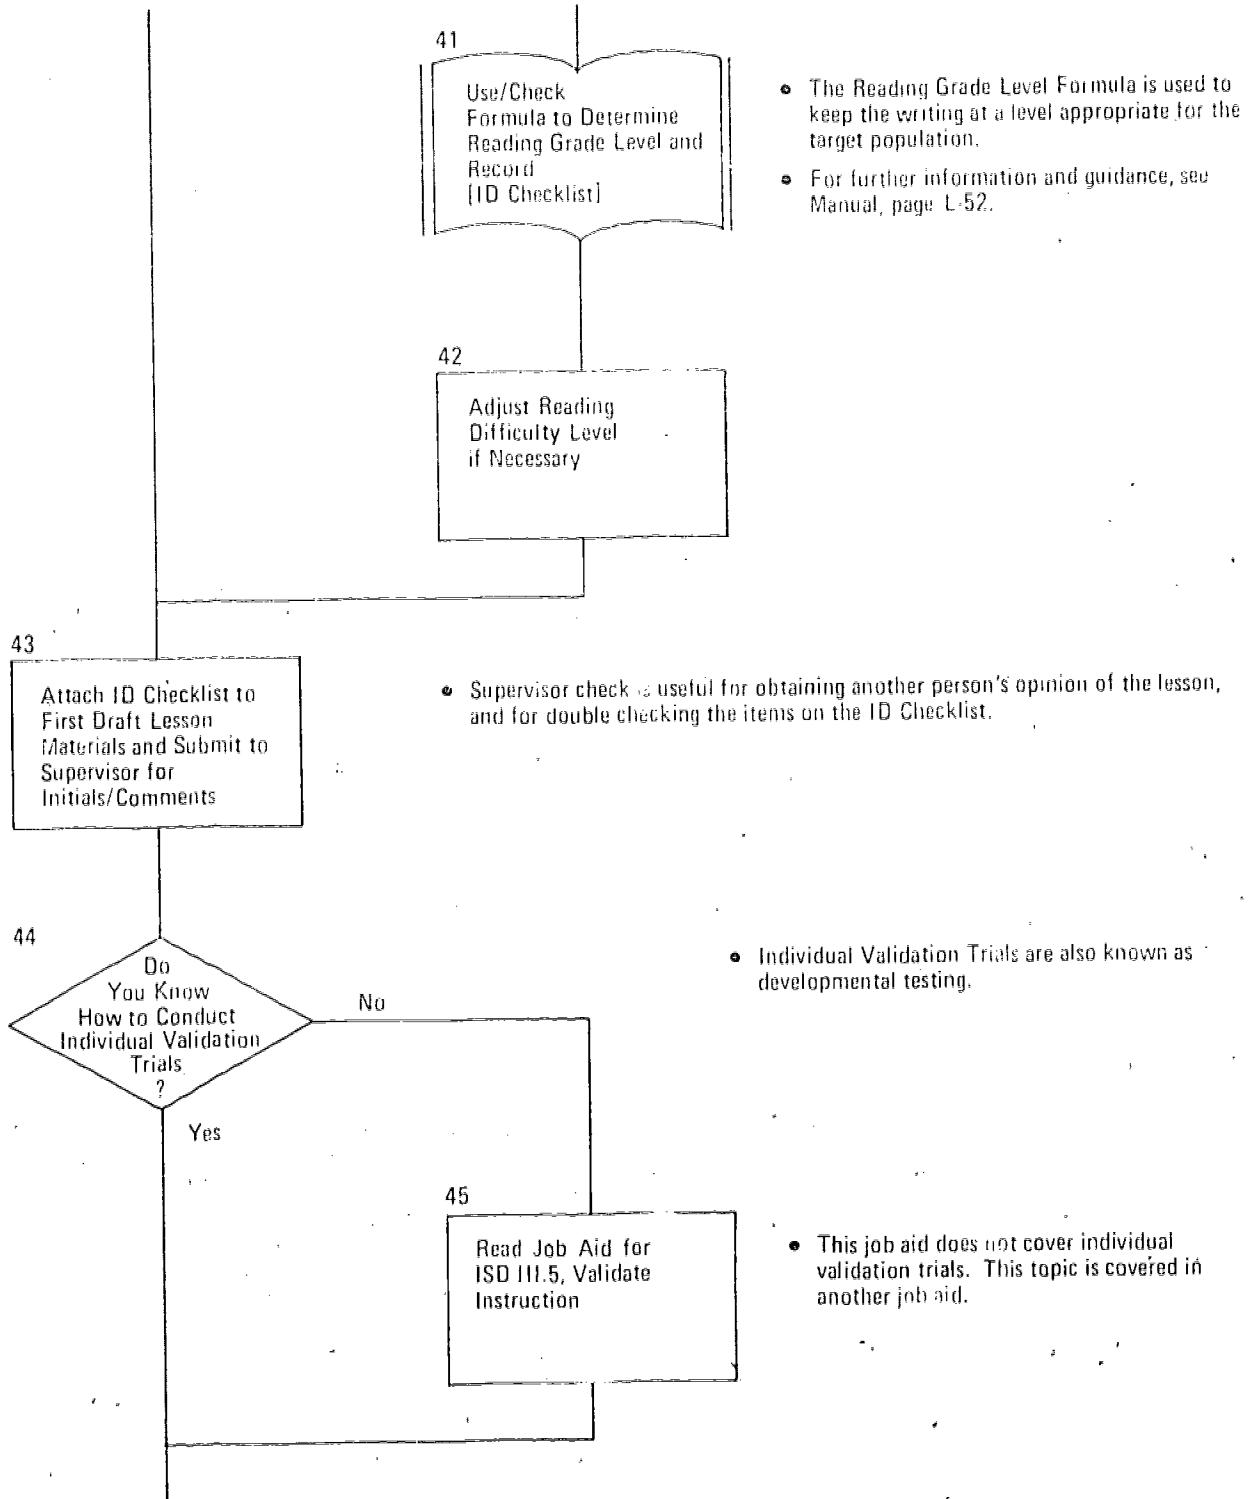 41
Use/Check
Formula to Determine
Reading Grade Level and
Record
[ID Checklist]
• The Reading Grade Level Formula is used to
keep the writing at a level appropriate for the
target population.
• For further information and guidance, see
Manual, page L-52.
42
Adjust Reading
Difficulty Level
if Necessary
43
Attach ID Checklist to
First Draft Lesson
Materials and Submit to
Supervisor for
Initials/Comments
• Supervisor check is useful for obtaining another person's opinion of the lesson,
and for double checking the items on the ID Checklist.
44
Do
You Know
How to Conduct
Individual Validation
Trials
?
No
Yes
• Individual Validation Trials are also known as
developmental testing.
45
Read Job Aid for
ISD III.5, Validate
Instruction
• This job aid does not cover individual
validation trials. This topic is covered in
another job aid.